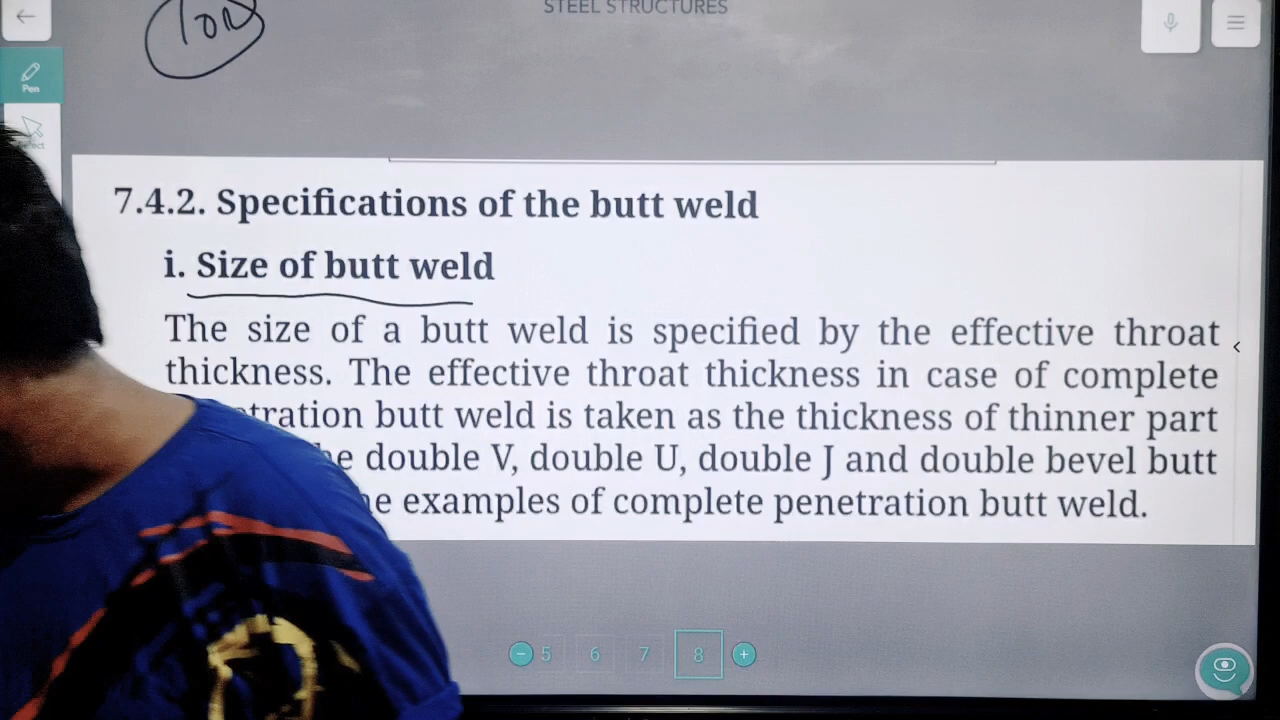 STEEL STRUCTURES
Pen
7.4.2. Specifications of the butt weld
i. Size of butt weld
The size of a butt weld is specified by the effective throat
thickness. The effective throat thickness in case of complete
tration butt weld is taken as the thickness of thinner part
e double V, double U, double J and double bevel butt
e examples of complete penetration butt weld.
5 6 7 8